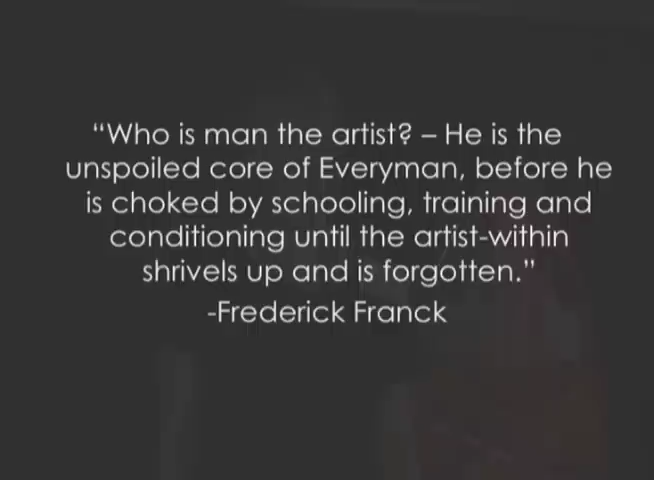 “Who is man the artist? – He is the
unspoiled core of Everyman, before he
is choked by schooling, training and
conditioning until the artist-within
shrivels up and is forgotten.”
-Frederick Franck